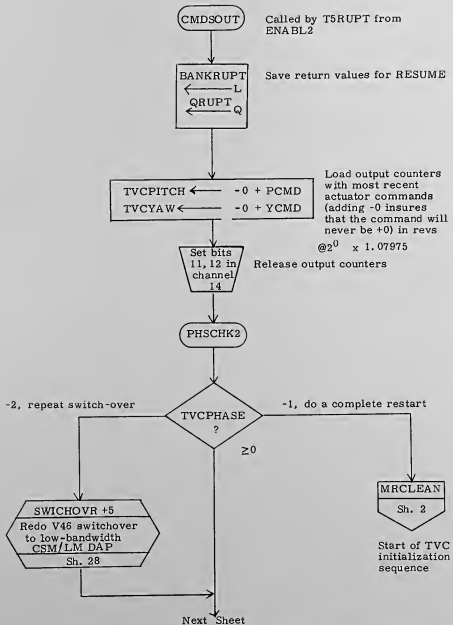 CMDSOUT
Called by T5RUPT from
ENABL2
BANKRUPT
L
QRUPT
Q
Save return values for RESUME
TVCPITCH ← -0 + PCMD
TVCYAW ← -0 + YCMD
Load output counters
with most recent
actuator commands
(adding -0 insures
that the command will
never be +0) in revs
@2⁰ x 1.07975
Set bits
11, 12 in
channel
14
Release output counters
PHSCHK2
-2, repeat switch-over
TVCPHASE
?
-1, do a complete restart
≥0
SWICHOVR +5
Redo V46 switchover
to low-bandwidth
CSM/LM DAP
Sh. 28
MRCLEAN
Sh. 2
Start of TVC
initialization
sequence
Next Sheet